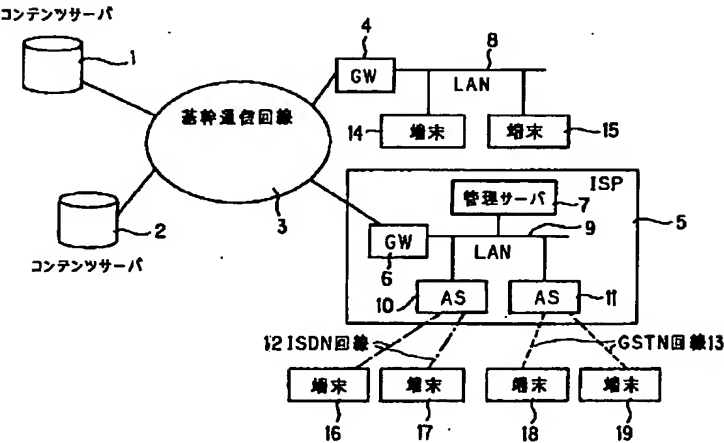 コンテンツサーバ
1
4
GW
8
LAN
基幹通信回線
14
端末
端末
15
ISP
管理サーバ
7
2
3
5
コンテンツサーバ
GW
6
9
LAN
10
AS
AS
11
12 ISDN回線
GSTN回線13
端末
端末
端末
端末
16
17
18
19